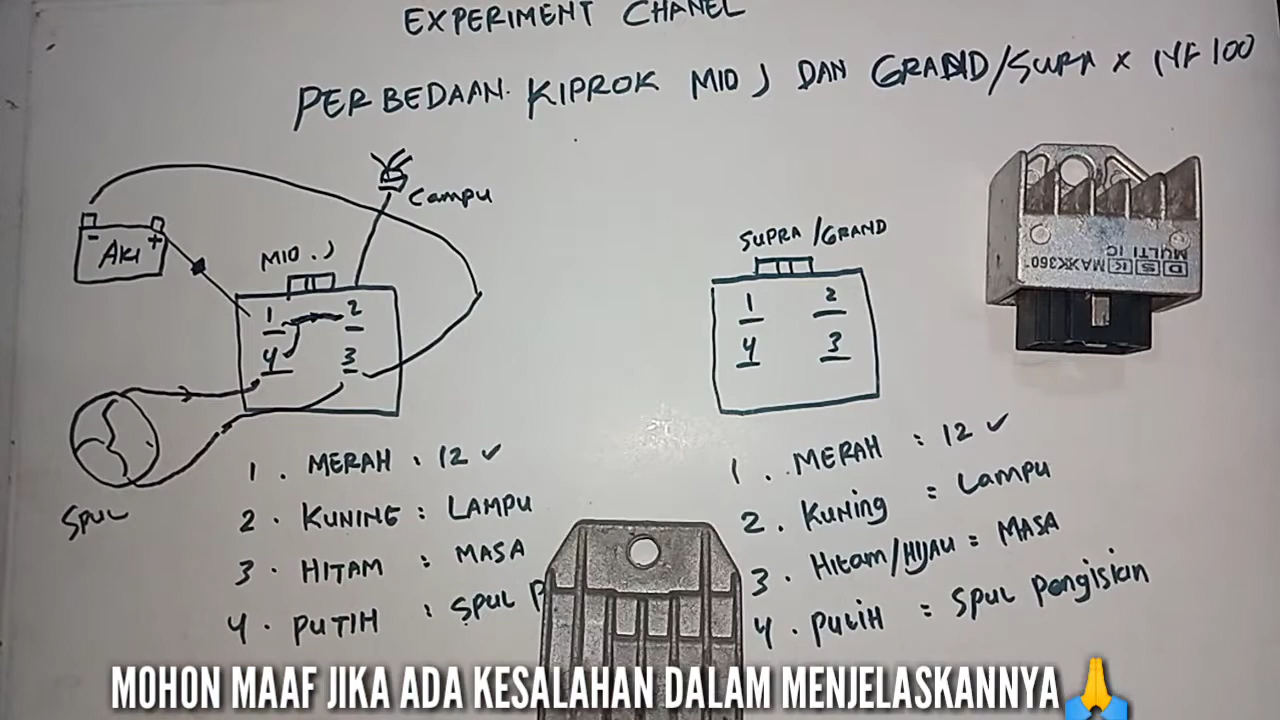 EXPERIMENT CHANEL
PERBEDAAN KIPROK MIO J DAN GRAND/SUPRA X NF 100
Lampu
Aki
- +
MIO J
1 2
4 3
Spul
SUPRA/GRAND
1 2
4 3
DSK MAXX360°
MULTI IC
1. MERAH : 12 v
2. KUNING : LAMPU
3. HITAM : MASA
4. PUTIH : SPUL P
1. MERAH : 12 v
2. Kuning = Lampu
3. Hitam/HIJAU = MASA
4. PUtiH = SPUL Pengisian
MOHON MAAF JIKA ADA KESALAHAN DALAM MENJELASKANNYA🙏